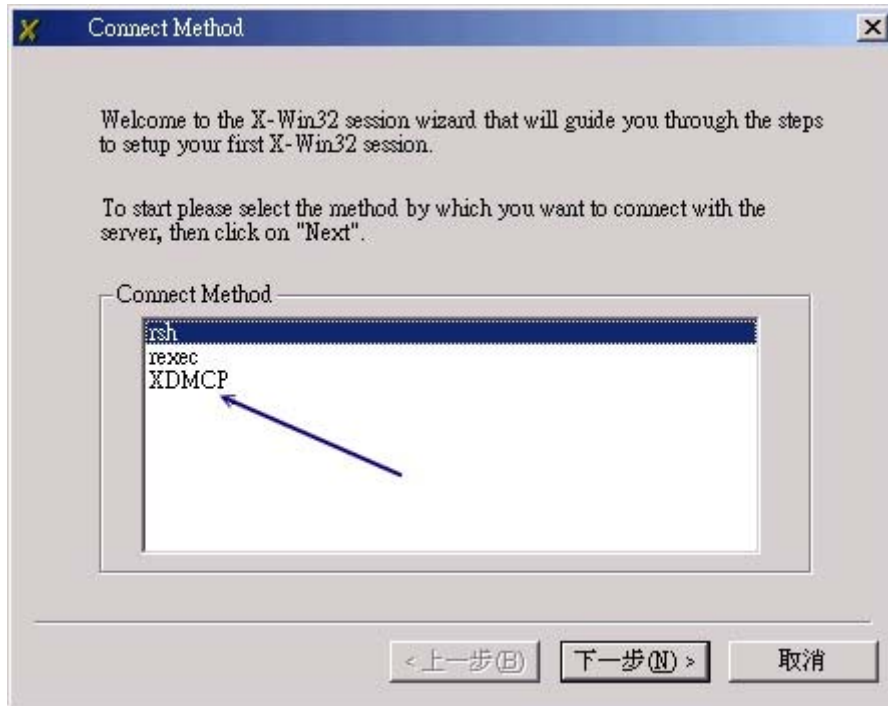 Connect Method
Welcome to the X-Win32 session wizard that will guide you through the steps
to setup your first X-Win32 session.
To start please select the method by which you want to connect with the
server, then click on "Next".
Connect Method
rsh
rexec
XDMCP
<上一步(B)
下一步(N)>
取消